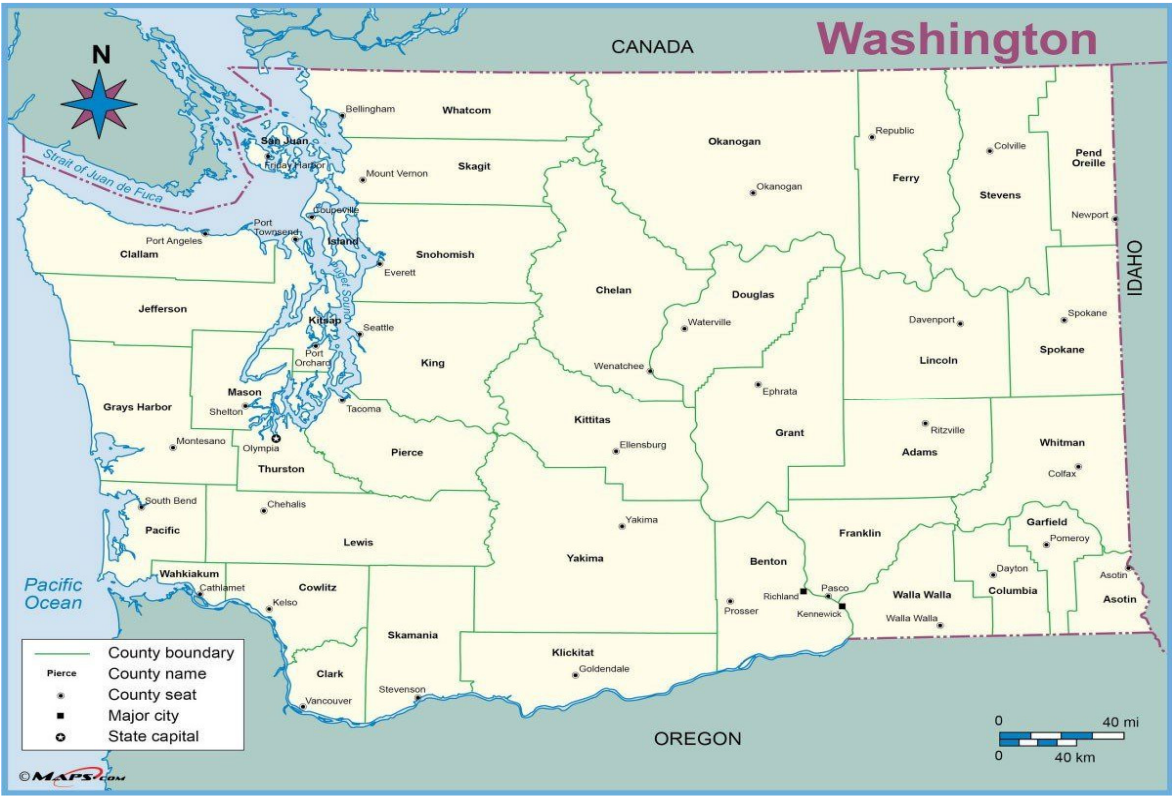 Washington
CANADA
N
Strait of Juan de Fuca
Bellingham
Whatcom
San Juan
Friday Harbor
Skagit
Mount Vernon
Okanogan
Okanogan
Republic
Ferry
Colville
Stevens
Pend
Oreille
Newport
IDAHO
Coupeville
Port
Townsend
Port Angeles
Clallam
Island
Snohomish
Everett
Puget Sound
Jefferson
Chelan
Douglas
Waterville
Wenatchee
Kitsap
Port
Orchard
Seattle
King
Davenport
Lincoln
Spokane
Spokane
Grays Harbor
Mason
Shelton
Tacoma
Kittitas
Ellensburg
Ephrata
Grant
Ritzville
Adams
Whitman
Colfax
Montesano
Olympia
Thurston
Pierce
South Bend
Pacific
Chehalis
Lewis
Yakima
Yakima
Benton
Franklin
Garfield
Pomeroy
Wahkiakum
Cathlamet
Cowlitz
Kelso
Skamania
Prosser
Richland
Pasco
Kennewick
Walla Walla
Walla Walla
Dayton
Columbia
Asotin
Asotin
Pacific
Ocean
Clark
Vancouver
Stevenson
Klickitat
Goldendale
OREGON
County boundary
Pierce County name
County seat
Major city
State capital
0 40 mi
0 40 km
© MAPS.COM